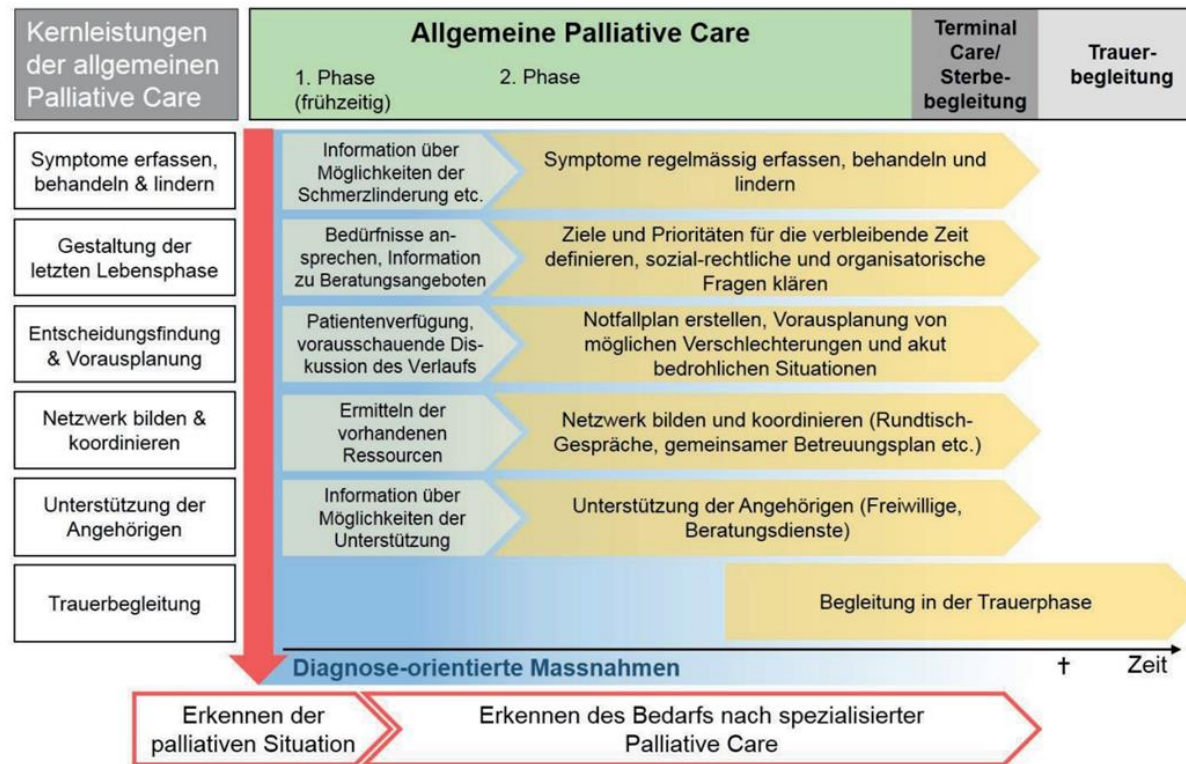 Kernleistungen
der allgemeinen
Palliative Care
Allgemeine Palliative Care
1. Phase
(frühzeitig)
2. Phase
Terminal
Care/
Sterbe-
begleitung
Trauer-
begleitung
Symptome erfassen,
behandeln & lindern
Information über
Möglichkeiten der
Schmerzlinderung etc.
Symptome regelmässig erfassen, behandeln und
lindern
Gestaltung der
letzten Lebensphase
Bedürfnisse an-
sprechen, Information
zu Beratungsangeboten
Ziele und Prioritäten für die verbleibende Zeit
definieren, sozial-rechtliche und organisatorische
Fragen klären
Entscheidungsfindung
& Vorausplanung
Patientenverfügung,
vorausschauende Dis-
kussion des Verlaufs
Notfallplan erstellen, Vorausplanung von
möglichen Verschlechterungen und akut
bedrohlichen Situationen
Netzwerk bilden &
koordinieren
Ermitteln der
vorhandenen
Ressourcen
Netzwerk bilden und koordinieren (Rundtisch-
Gespräche, gemeinsamer Betreuungsplan etc.)
Unterstützung der
Angehörigen
Information über
Möglichkeiten der
Unterstützung
Unterstützung der Angehörigen (Freiwillige,
Beratungsdienste)
Trauerbegleitung
Begleitung in der Trauerphase
Diagnose-orientierte Massnahmen
✝ Zeit
Erkennen der
palliativen Situation
Erkennen des Bedarfs nach spezialisierter
Palliative Care